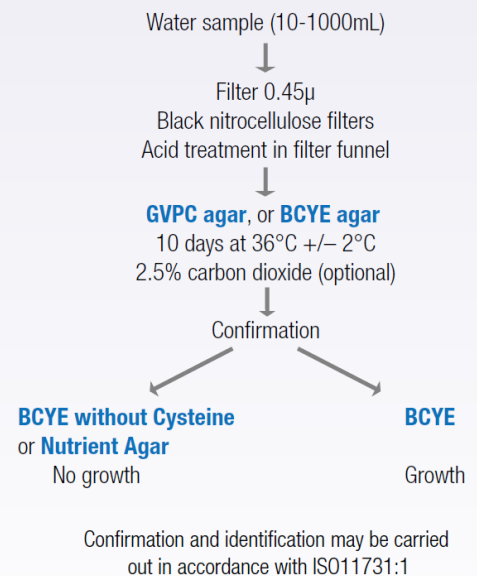 Water sample (10-1000mL)
Filter 0.45µ
Black nitrocellulose filters
Acid treatment in filter funnel
GVPC agar, or BCYE agar
10 days at 36°C +/– 2°C
2.5% carbon dioxide (optional)
Confirmation
BCYE without Cysteine
or Nutrient Agar
No growth
BCYE
Growth
Confirmation and identification may be carried
out in accordance with ISO11731:1